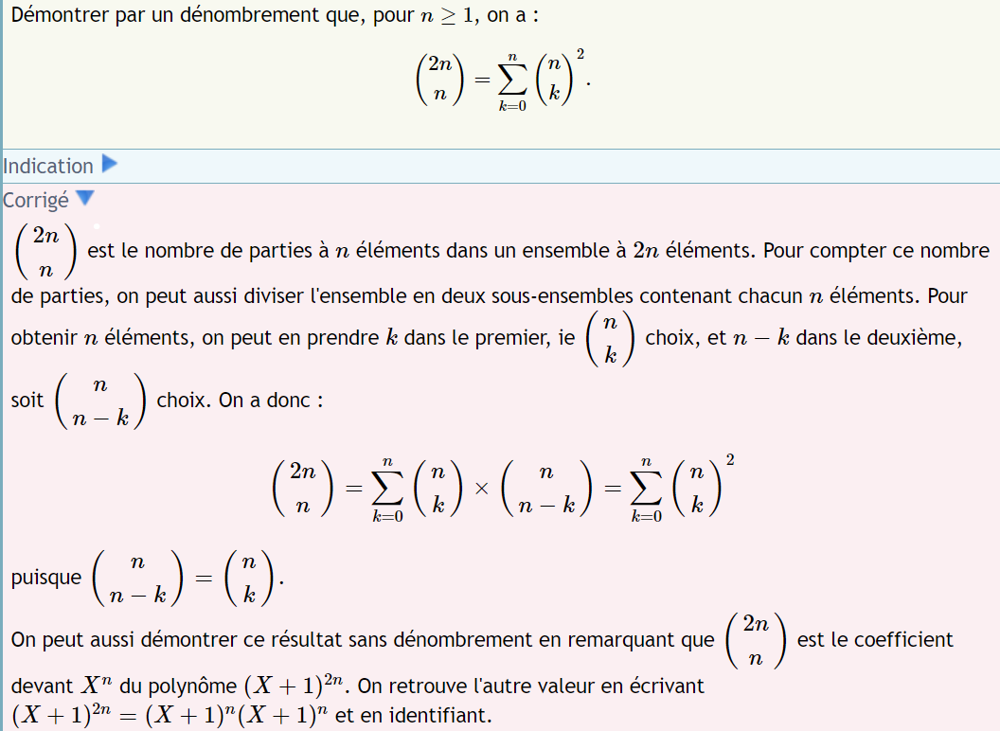 Démontrer par un dénombrement que, pour $n \geq 1$, on a :
$$\binom{2n}{n} = \sum_{k=0}^{n} \binom{n}{k}^2.$$
Indication
Corrigé
$\binom{2n}{n}$ est le nombre de parties à $n$ éléments dans un ensemble à $2n$ éléments. Pour compter ce nombre
de parties, on peut aussi diviser l'ensemble en deux sous-ensembles contenant chacun $n$ éléments. Pour
obtenir $n$ éléments, on peut en prendre $k$ dans le premier, ie $\binom{n}{k}$ choix, et $n - k$ dans le deuxième,
soit $\binom{n}{n-k}$ choix. On a donc :
$$\binom{2n}{n} = \sum_{k=0}^{n} \binom{n}{k} \times \binom{n}{n-k} = \sum_{k=0}^{n} \binom{n}{k}^2$$
puisque $\binom{n}{n-k} = \binom{n}{k}.$
On peut aussi démontrer ce résultat sans dénombrement en remarquant que $\binom{2n}{n}$ est le coefficient
devant $X^n$ du polynôme $(X+1)^{2n}$. On retrouve l'autre valeur en écrivant
$(X+1)^{2n} = (X+1)^n(X+1)^n$ et en identifiant.